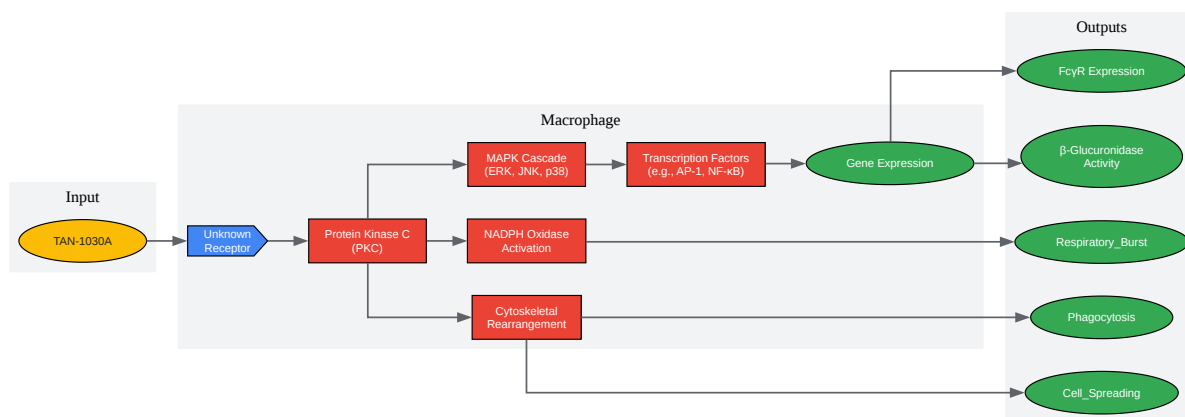 Outputs
FcγR Expression
Macrophage
MAPK Cascade
(ERK, JNK, p38)
Transcription Factors
(e.g., AP-1, NF-κB)
Gene Expression
β-Glucuronidase
Activity
Input
TAN-1030A
Unknown
Receptor
Protein Kinase C
(PKC)
NADPH Oxidase
Activation
Respiratory_Burst
Cytoskeletal
Rearrangement
Phagocytosis
Cell_Spreading